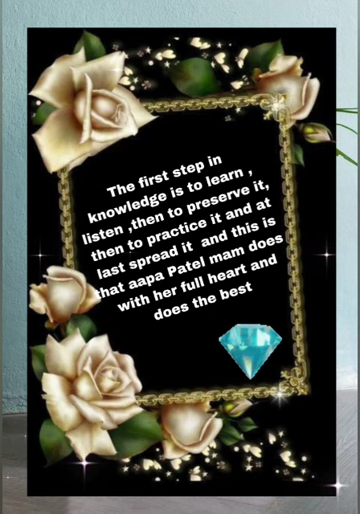 The first step in
knowledge is to learn ,
listen ,then to preserve it,
then to practice it and at
last spread it  and this is
that aapa Patel mam does
with her full heart and
does the best